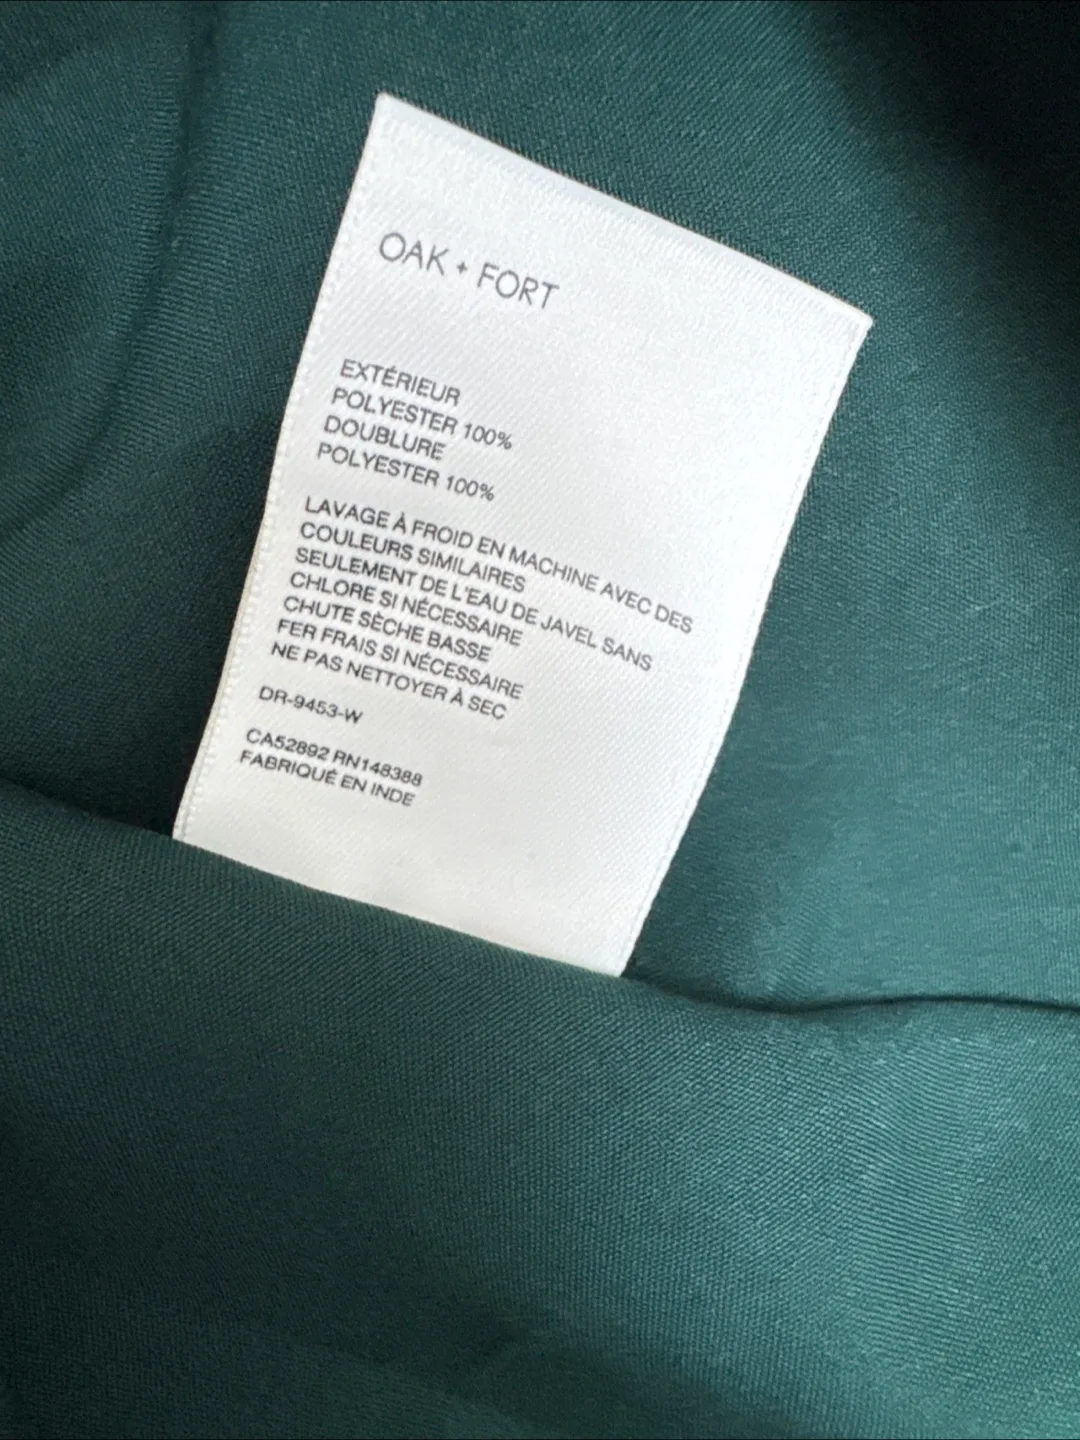 OAK + FORT
EXTÉRIEUR
POLYESTER 100%
DOUBLURE
POLYESTER 100%
LAVAGE À FROID EN MACHINE AVEC DES
COULEURS SIMILAIRES
SEULEMENT DE L'EAU DE JAVEL SANS
CHLORE SI NÉCESSAIRE
CHUTE SÈCHE BASSE
FER FRAIS SI NÉCESSAIRE
NE PAS NETTOYER À SEC
DR-9453-W
CA52892 RN148388
FABRIQUÉ EN INDE